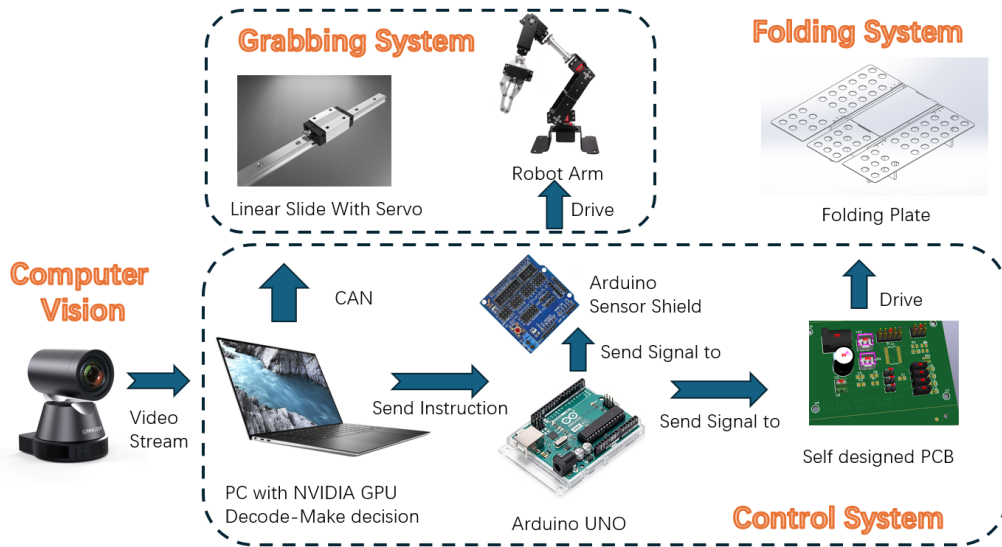 Grabbing System
Folding System
Linear Slide With Servo
Robot Arm
Folding Plate
Drive
Computer
Vision
CAN
Arduino
Sensor Shield
Drive
Video
Stream
Send Instruction
Send Signal to
Send Signal to
PC with NVIDIA GPU
Decode-Make decision
Arduino UNO
Self designed PCB
Control System